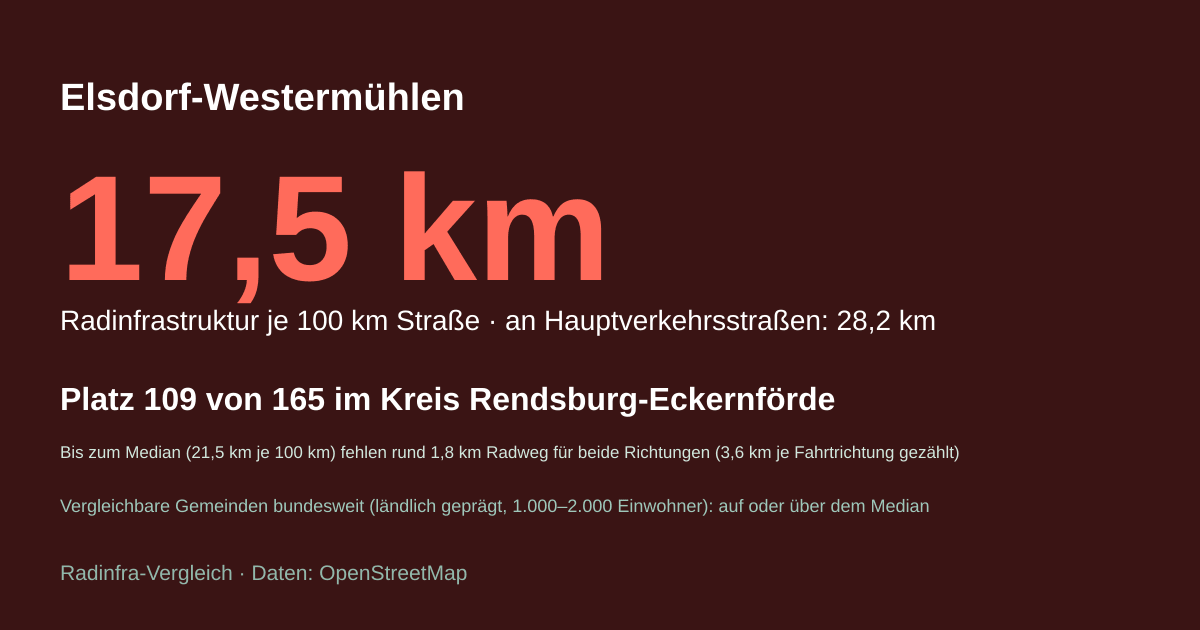 Elsdorf-Westermühlen
17,5 km
Radinfrastruktur je 100 km Straße · an Hauptverkehrsstraßen: 28,2 km
Platz 109 von 165 im Kreis Rendsburg-Eckernförde
Bis zum Median (21,5 km je 100 km) fehlen rund 1,8 km Radweg für beide Richtungen (3,6 km je Fahrtrichtung gezählt)
Vergleichbare Gemeinden bundesweit (ländlich geprägt, 1.000–2.000 Einwohner): auf oder über dem Median
Radinfra-Vergleich · Daten: OpenStreetMap